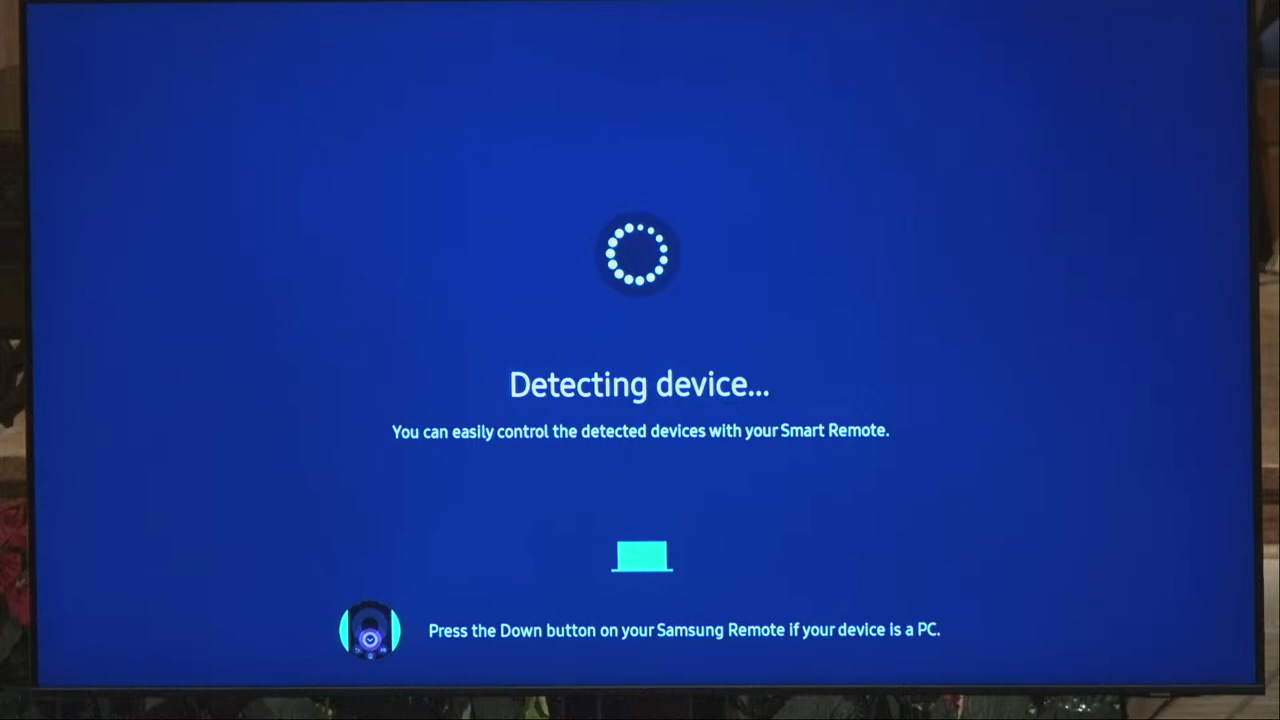 Detecting device...
You can easily control the detected devices with your Smart Remote.
Press the Down button on your Samsung Remote if your device is a PC.